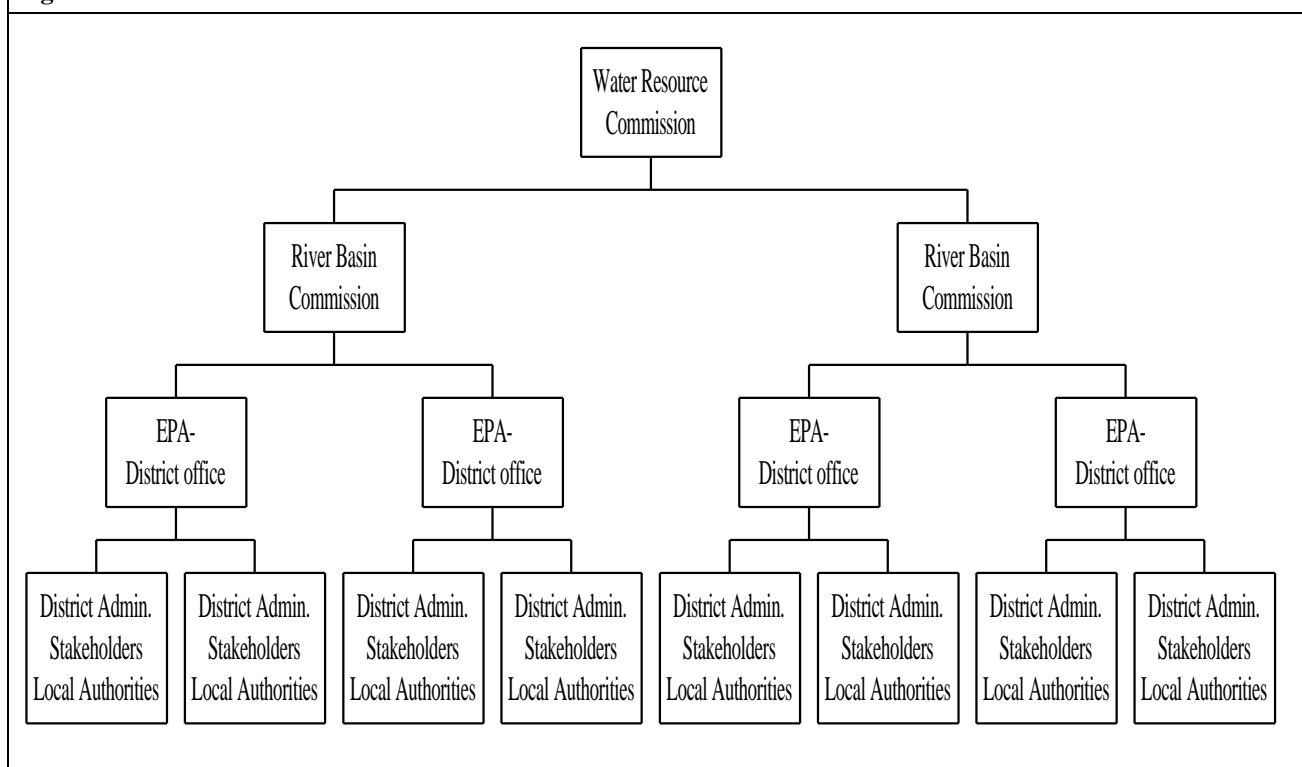 Water Resource
Commission
River Basin
Commission
River Basin
Commission
EPA-
District office
EPA-
District office
EPA-
District office
EPA-
District office
District Admin.
Stakeholders
Local Authorities
District Admin.
Stakeholders
Local Authorities
District Admin.
Stakeholders
Local Authorities
District Admin.
Stakeholders
Local Authorities
District Admin.
Stakeholders
Local Authorities
District Admin.
Stakeholders
Local Authorities
District Admin.
Stakeholders
Local Authorities
District Admin.
Stakeholders
Local Authorities